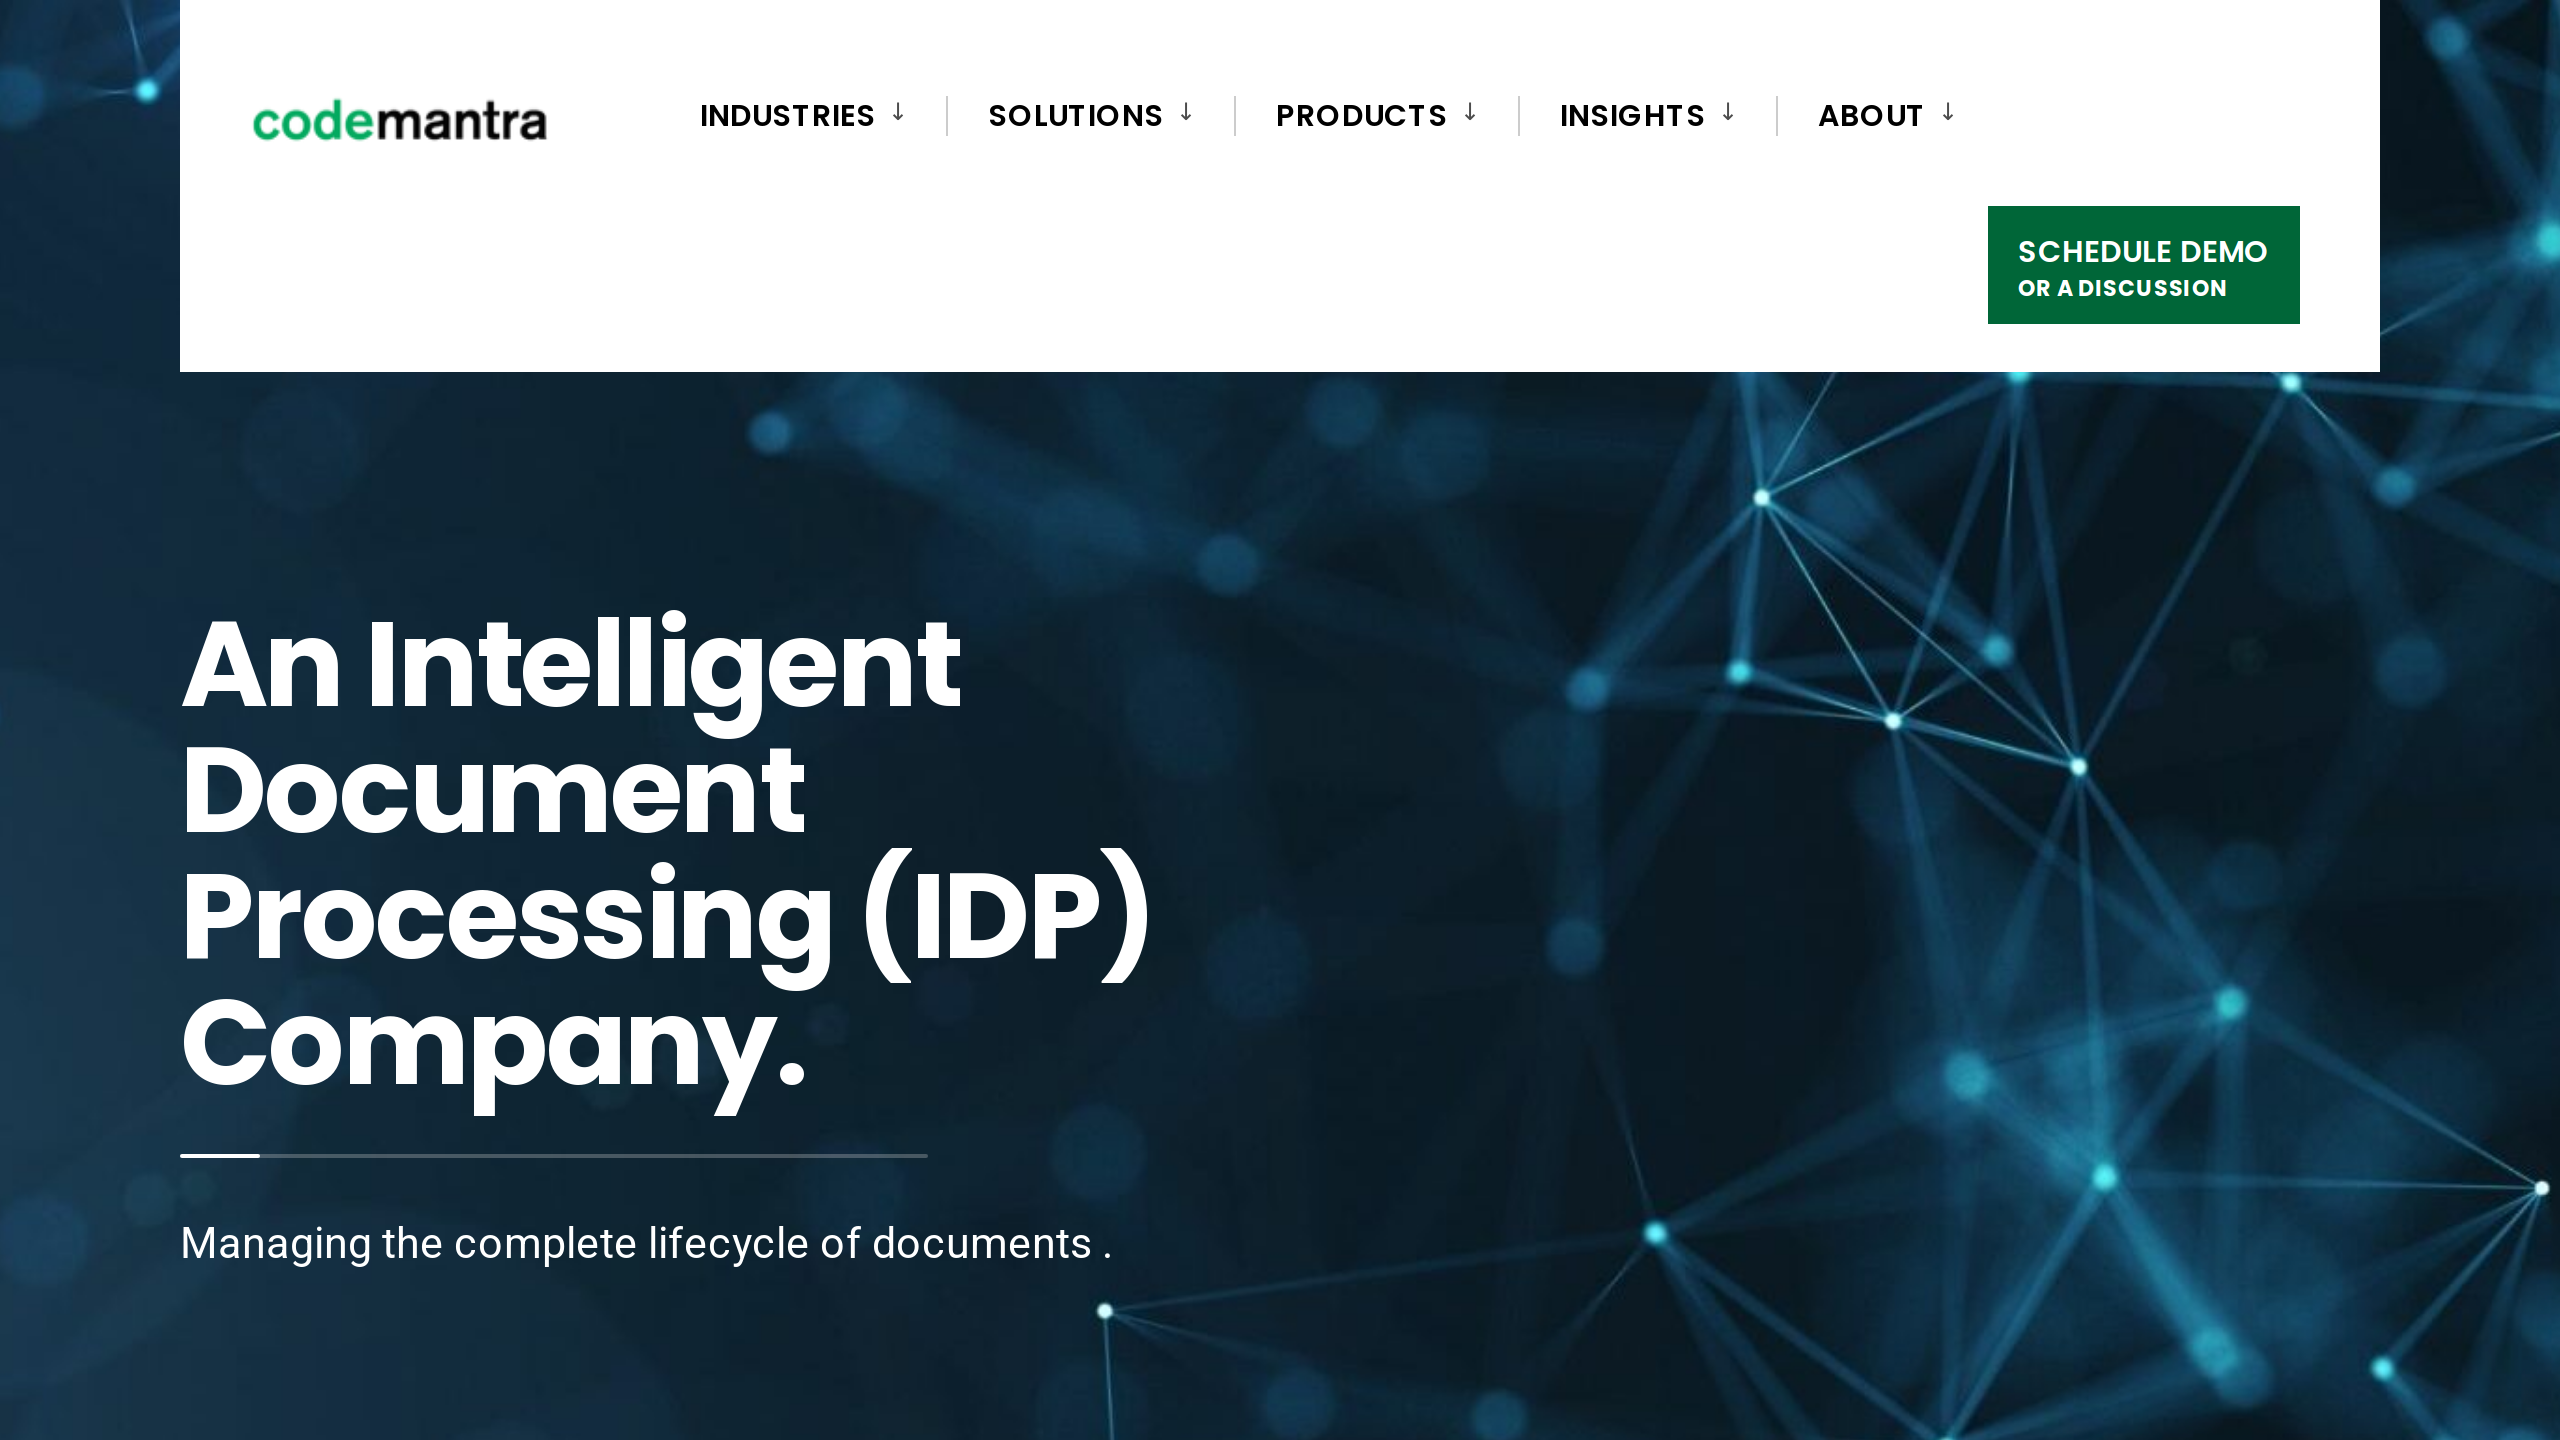 codemantra
INDUSTRIES
SOLUTIONS
PRODUCTS
INSIGHTS
ABOUT
SCHEDULE DEMO
OR A DISCUSSION
An Intelligent
Document
Processing (IDP)
Company.
Managing the complete lifecycle of documents .